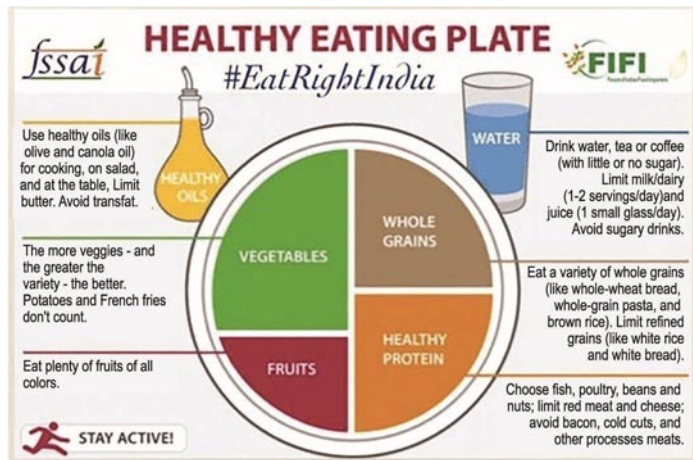 fssai
HEALTHY EATING PLATE
#EatRightIndia
FIFI
Use healthy oils (like
olive and canola oil)
for cooking, on salad,
and at the table, Limit
butter. Avoid transfat.
HEALTHY
OILS
WATER
Drink water, tea or coffee
(with little or no sugar).
Limit milk/dairy
(1-2 servings/day)and
juice (1 small glass/day).
Avoid sugary drinks.
The more veggies - and
the greater the
variety - the better.
Potatoes and French fries
don't count.
VEGETABLES
WHOLE
GRAINS
Eat a variety of whole grains
(like whole-wheat bread,
whole-grain pasta, and
brown rice). Limit refined
grains (like white rice
and white bread).
Eat plenty of fruits of all
colors.
FRUITS
HEALTHY
PROTEIN
Choose fish, poultry, beans and
nuts; limit red meat and cheese;
avoid bacon, cold cuts, and
other processes meats.
STAY ACTIVE!